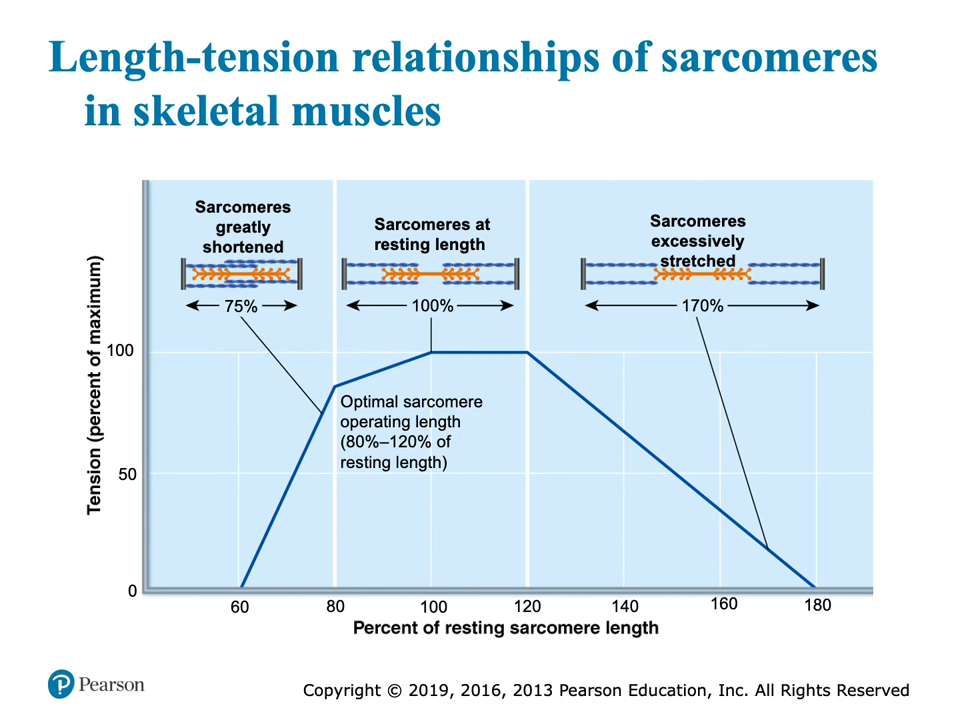 Length-tension relationships of sarcomeres
in skeletal muscles
Sarcomeres
greatly
shortened
75%
Sarcomeres at
resting length
100%
Sarcomeres
excessively
stretched
170%
Tension (percent of maximum)
100
50
0
Optimal sarcomere
operating length
(80%–120% of
resting length)
60 80 100 120 140 160 180
Percent of resting sarcomere length
P Pearson
Copyright © 2019, 2016, 2013 Pearson Education, Inc. All Rights Reserved